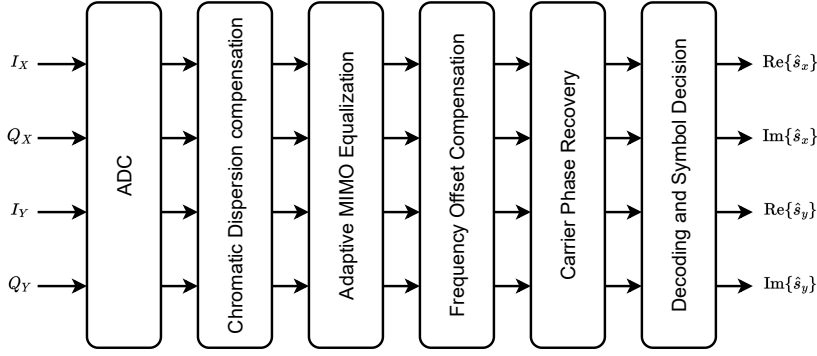 I_X
Q_X
I_Y
Q_Y
ADC
Chromatic Dispersion compensation
Adaptive MIMO Equalization
Frequency Offset Compensation
Carrier Phase Recovery
Decoding and Symbol Decision
Re{ŝ_x}
Im{ŝ_x}
Re{ŝ_y}
Im{ŝ_y}